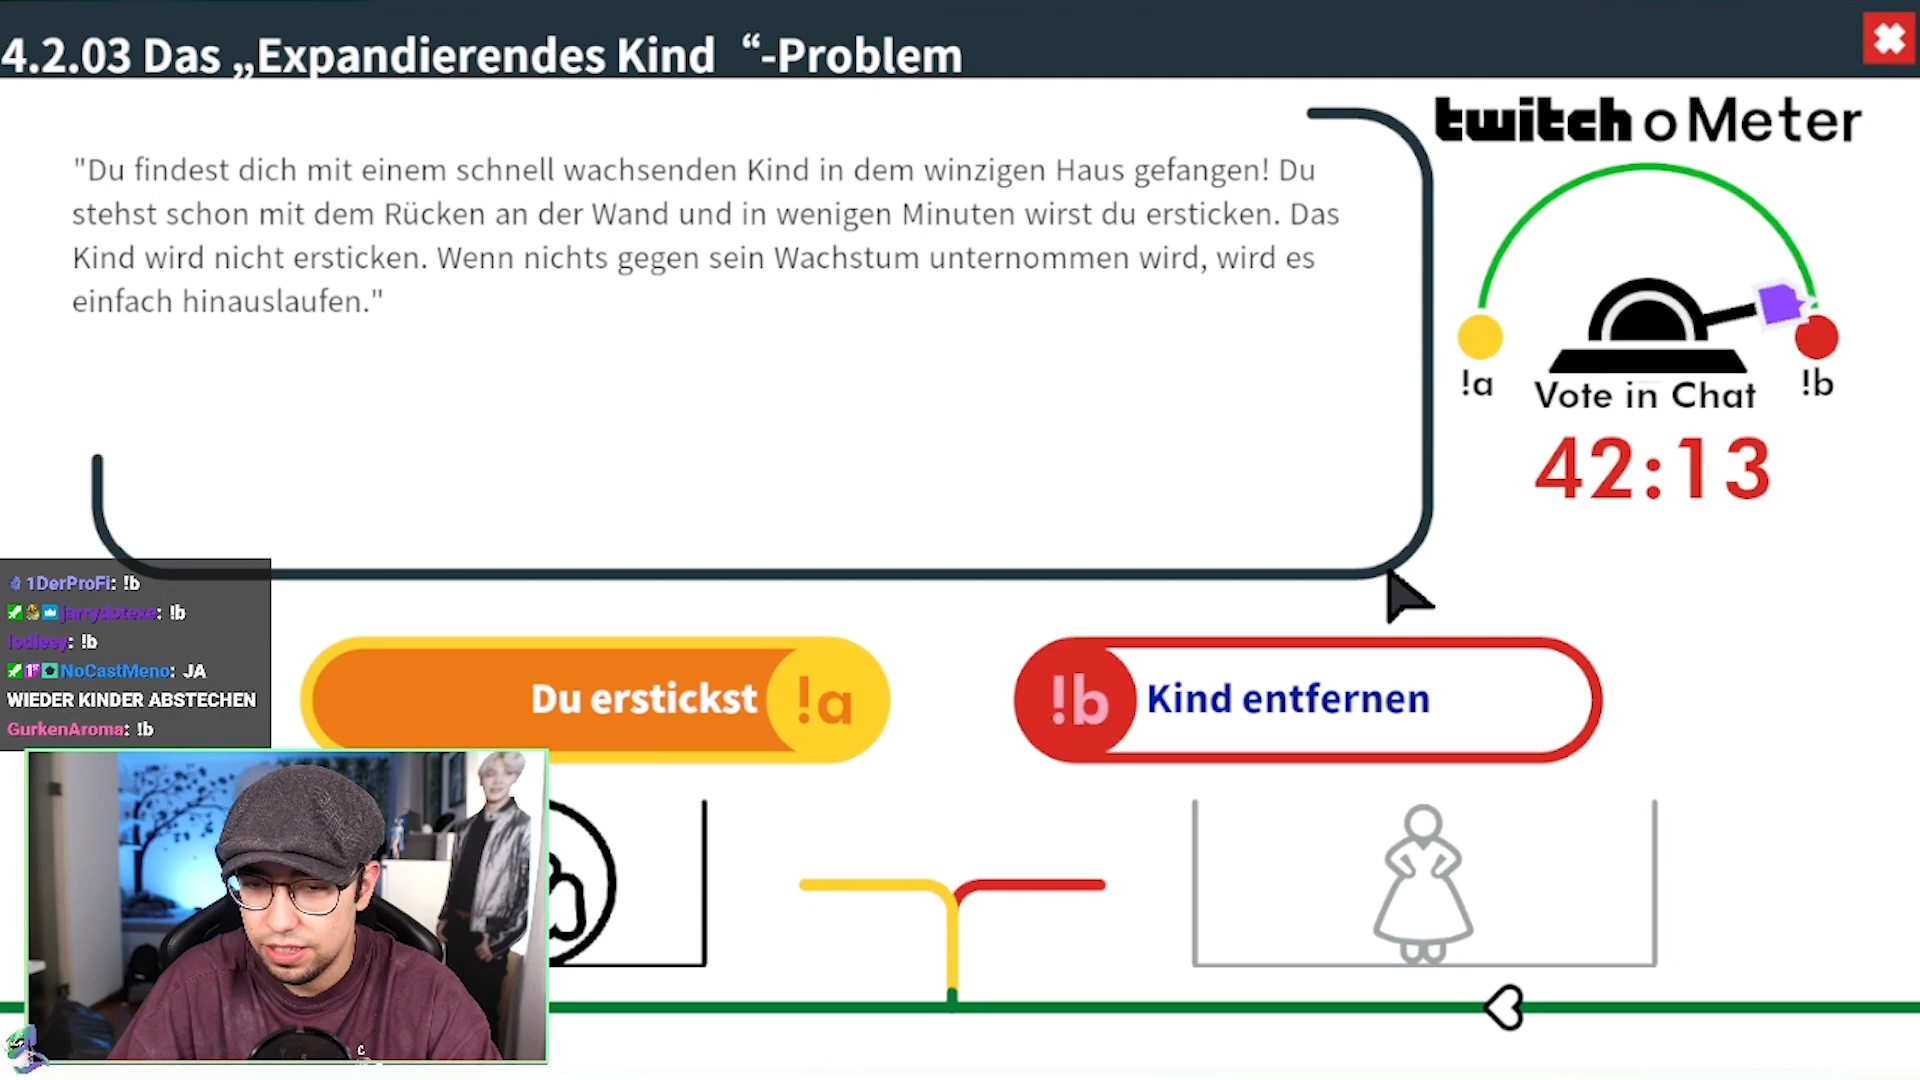 4.2.03 Das „Expandierendes Kind “-Problem
"Du findest dich mit einem schnell wachsenden Kind in dem winzigen Haus gefangen! Du
stehst schon mit dem Rücken an der Wand und in wenigen Minuten wirst du ersticken. Das
Kind wird nicht ersticken. Wenn nichts gegen sein Wachstum unternommen wird, wird es
einfach hinauslaufen."
twitch o Meter
!a
!b
Vote in Chat
42:13
1DerProFi: !b
jarrydotexe: !b
!b
NoCastMeno: JA
WIEDER KINDER ABSTECHEN
GurkenAroma: !b
Du erstickst !a
!b Kind entfernen